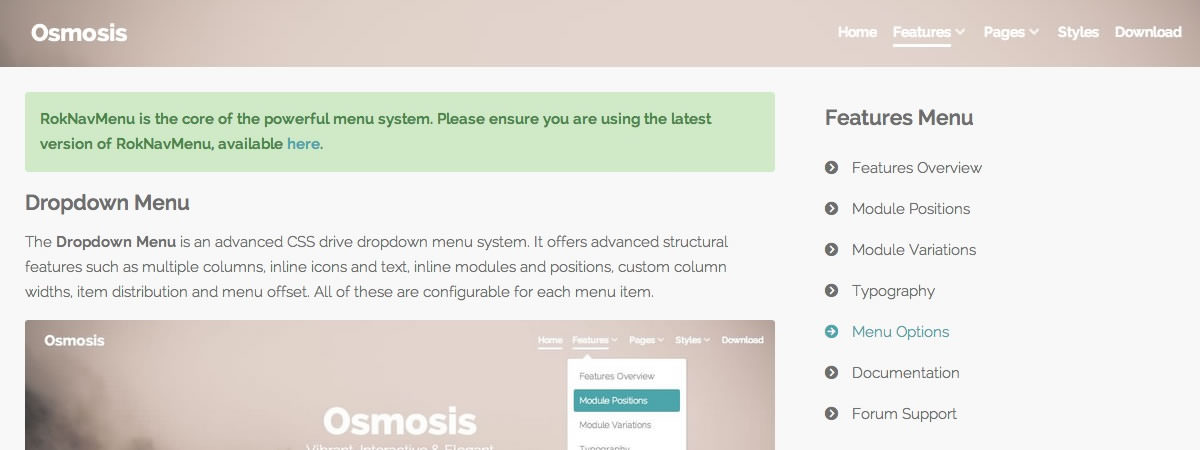 Osmosis
Home Features Pages Styles Download
RokNavMenu is the core of the powerful menu system. Please ensure you are using the latest
version of RokNavMenu, available here.
Dropdown Menu
The Dropdown Menu is an advanced CSS drive dropdown menu system. It offers advanced structural
features such as multiple columns, inline icons and text, inline modules and positions, custom column
widths, item distribution and menu offset. All of these are configurable for each menu item.
Osmosis
Home Features Pages Styles Download
Features Overview
Module Positions
Module Variations
Typography
Osmosis
Vibrant, Interactive & Elegant
Features Menu
Features Overview
Module Positions
Module Variations
Typography
Menu Options
Documentation
Forum Support